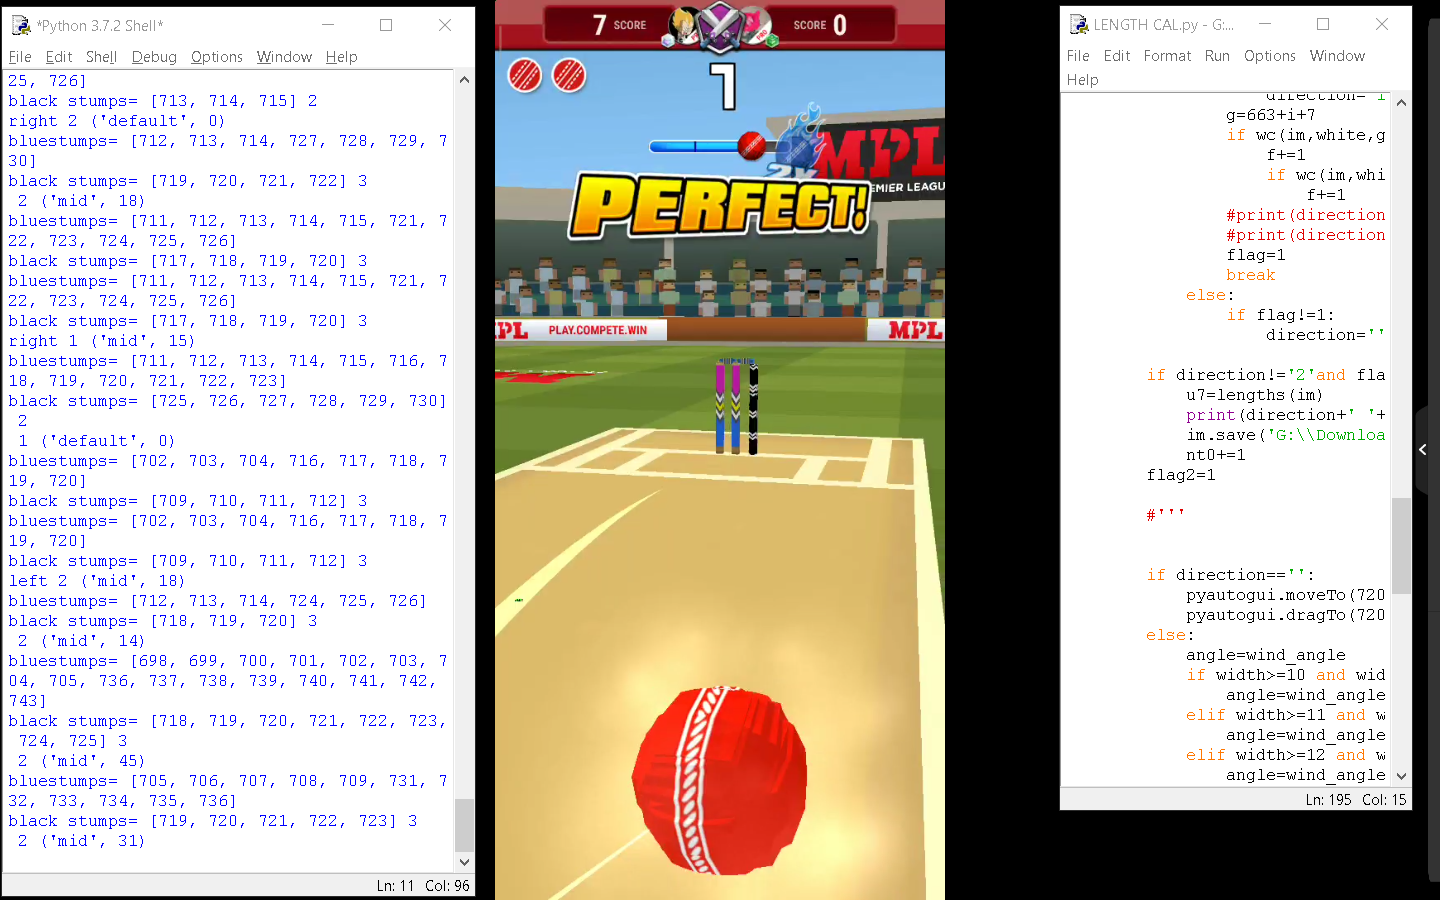 *Python 3.7.2 Shell*
File Edit Shell Debug Options Window Help
25, 726]
black stumps= [713, 714, 715] 2
right 2 ('default', 0)
bluestumps= [712, 713, 714, 727, 728, 729, 7
30]
black stumps= [719, 720, 721, 722] 3
 2 ('mid', 18)
bluestumps= [711, 712, 713, 714, 715, 721, 7
22, 723, 724, 725, 726]
black stumps= [717, 718, 719, 720] 3
bluestumps= [711, 712, 713, 714, 715, 721, 7
22, 723, 724, 725, 726]
black stumps= [717, 718, 719, 720] 3
right 1 ('mid', 15)
bluestumps= [711, 712, 713, 714, 715, 716, 7
18, 719, 720, 721, 722, 723]
black stumps= [725, 726, 727, 728, 729, 730]
2
 1 ('default', 0)
bluestumps= [702, 703, 704, 716, 717, 718, 7
19, 720]
black stumps= [709, 710, 711, 712] 3
bluestumps= [702, 703, 704, 716, 717, 718, 7
19, 720]
black stumps= [709, 710, 711, 712] 3
left 2 ('mid', 18)
bluestumps= [712, 713, 714, 724, 725, 726]
black stumps= [718, 719, 720] 3
 2 ('mid', 14)
bluestumps= [698, 699, 700, 701, 702, 703, 7
04, 705, 736, 737, 738, 739, 740, 741, 742,
743]
black stumps= [718, 719, 720, 721, 722, 723,
 724, 725] 3
 2 ('mid', 45)
bluestumps= [705, 706, 707, 708, 709, 731, 7
32, 733, 734, 735, 736]
black stumps= [719, 720, 721, 722, 723] 3
 2 ('mid', 31)
Ln: 11 Col: 96
7 SCORE
SCORE 0
PRO
1
2x
MPL
EMIER LEAGU
PERFECT!
MPL
PLAY.COMPETE.WIN
MPL
LENGTH CAL.py - G:...
File Edit Format Run Options Window
Help
direction='1
g=663+i+7
if wc(im,white,g
f+=1
if wc(im,whi
f+=1
#print(direction
#print(direction
flag=1
break
else:
if flag!=1:
direction=''
if direction!='2'and fla
u7=lengths(im)
print(direction+' '+
im.save('G:\\Downloa
nt0+=1
flag2=1
#'''
if direction=='':
pyautogui.moveTo(720
pyautogui.dragTo(720
else:
angle=wind_angle
if width>=10 and wid
angle=wind_angle
elif width>=11 and w
angle=wind_angle
elif width>=12 and w
angle=wind_angle
Ln: 195 Col: 15